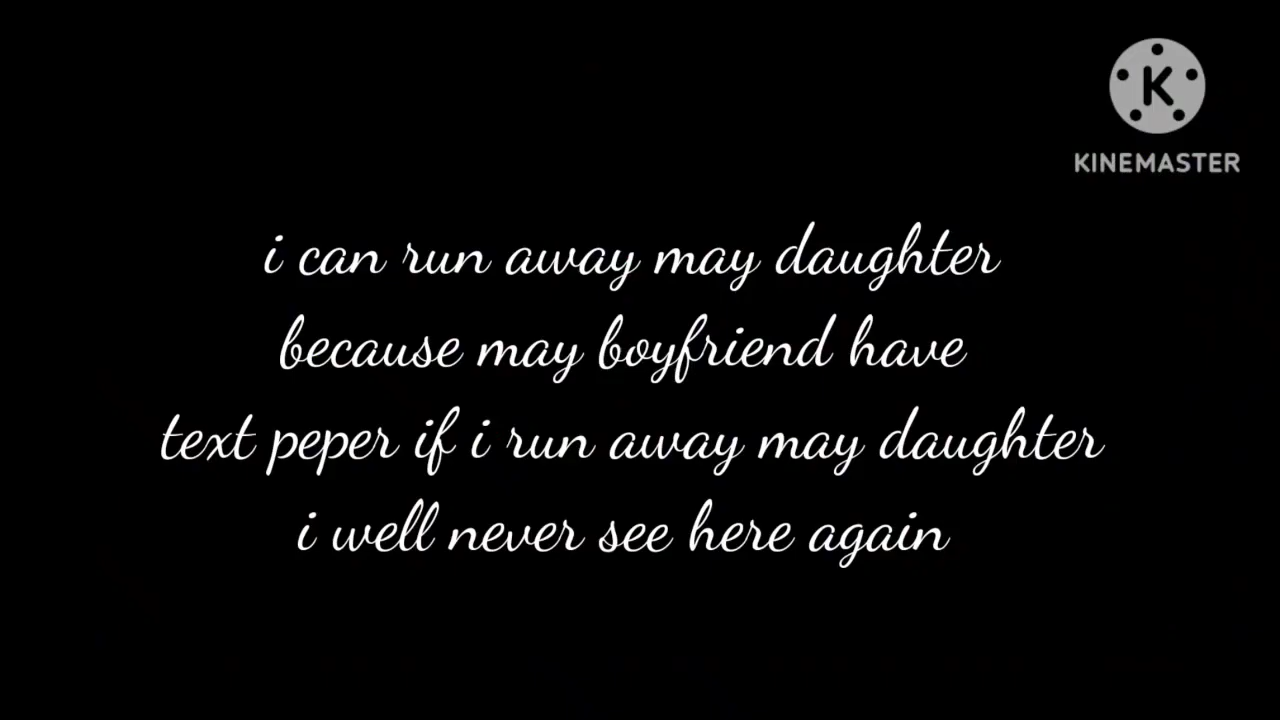 K
KINEMASTER
i can run away may daughter
because may boyfriend have
text peper if i run away may daughter
i well never see here again